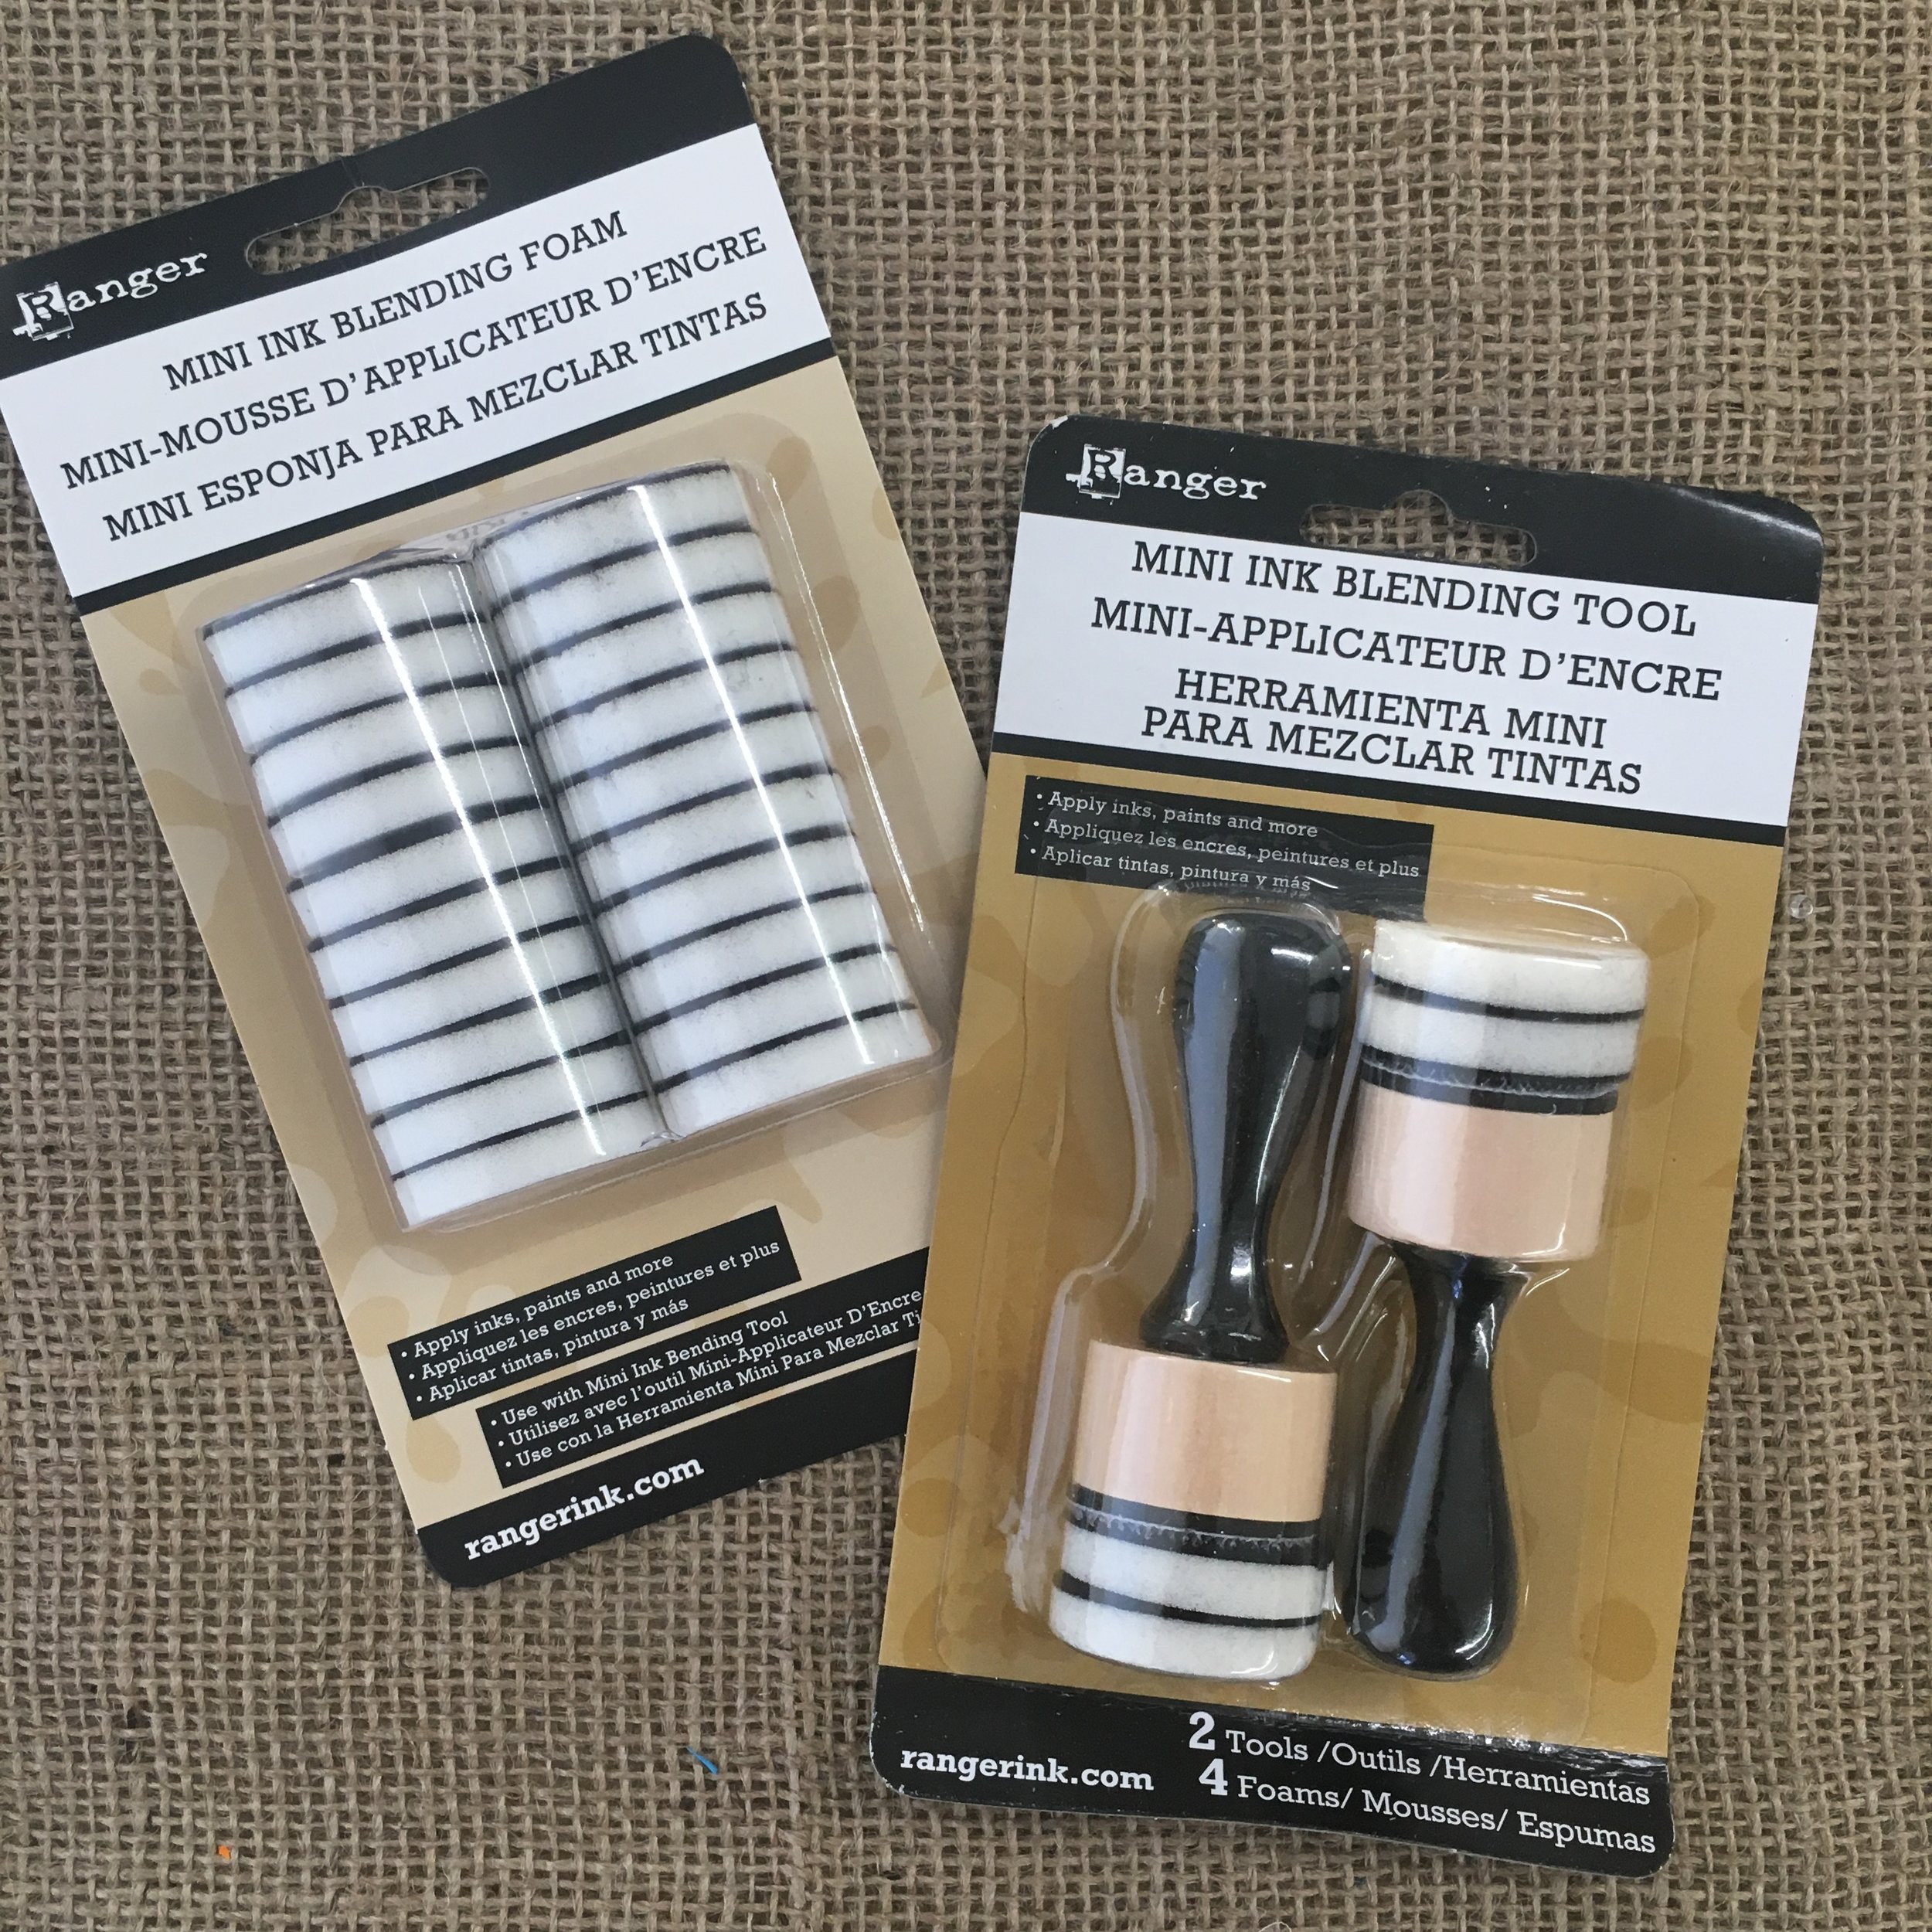 Ranger
MINI INK BLENDING FOAM
MINI-MOUSSE D'APPLICATEUR D'ENCRE
MINI ESPONJA PARA MEZCLAR TINTAS
• Apply inks, paints and more
• Appliquez les encres, peintures et plus
• Aplicar tintas, pintura y más
• Use with Mini Ink Bending Tool
• Utilisez avec l'outil Mini-Applicateur D'Encre
• Use con la Herramienta Mini Para Mezclar
rangerink.com
Ranger
MINI INK BLENDING TOOL
MINI-APPLICATEUR D'ENCRE
HERRAMIENTA MINI
PARA MEZCLAR TINTAS
• Apply inks, paints and more
• Appliquez les encres, peintures et plus
• Aplicar tintas, pintura y más
rangerink.com
2 Tools /Outils /Herramientas
4 Foams/ Mousses/ Espumas